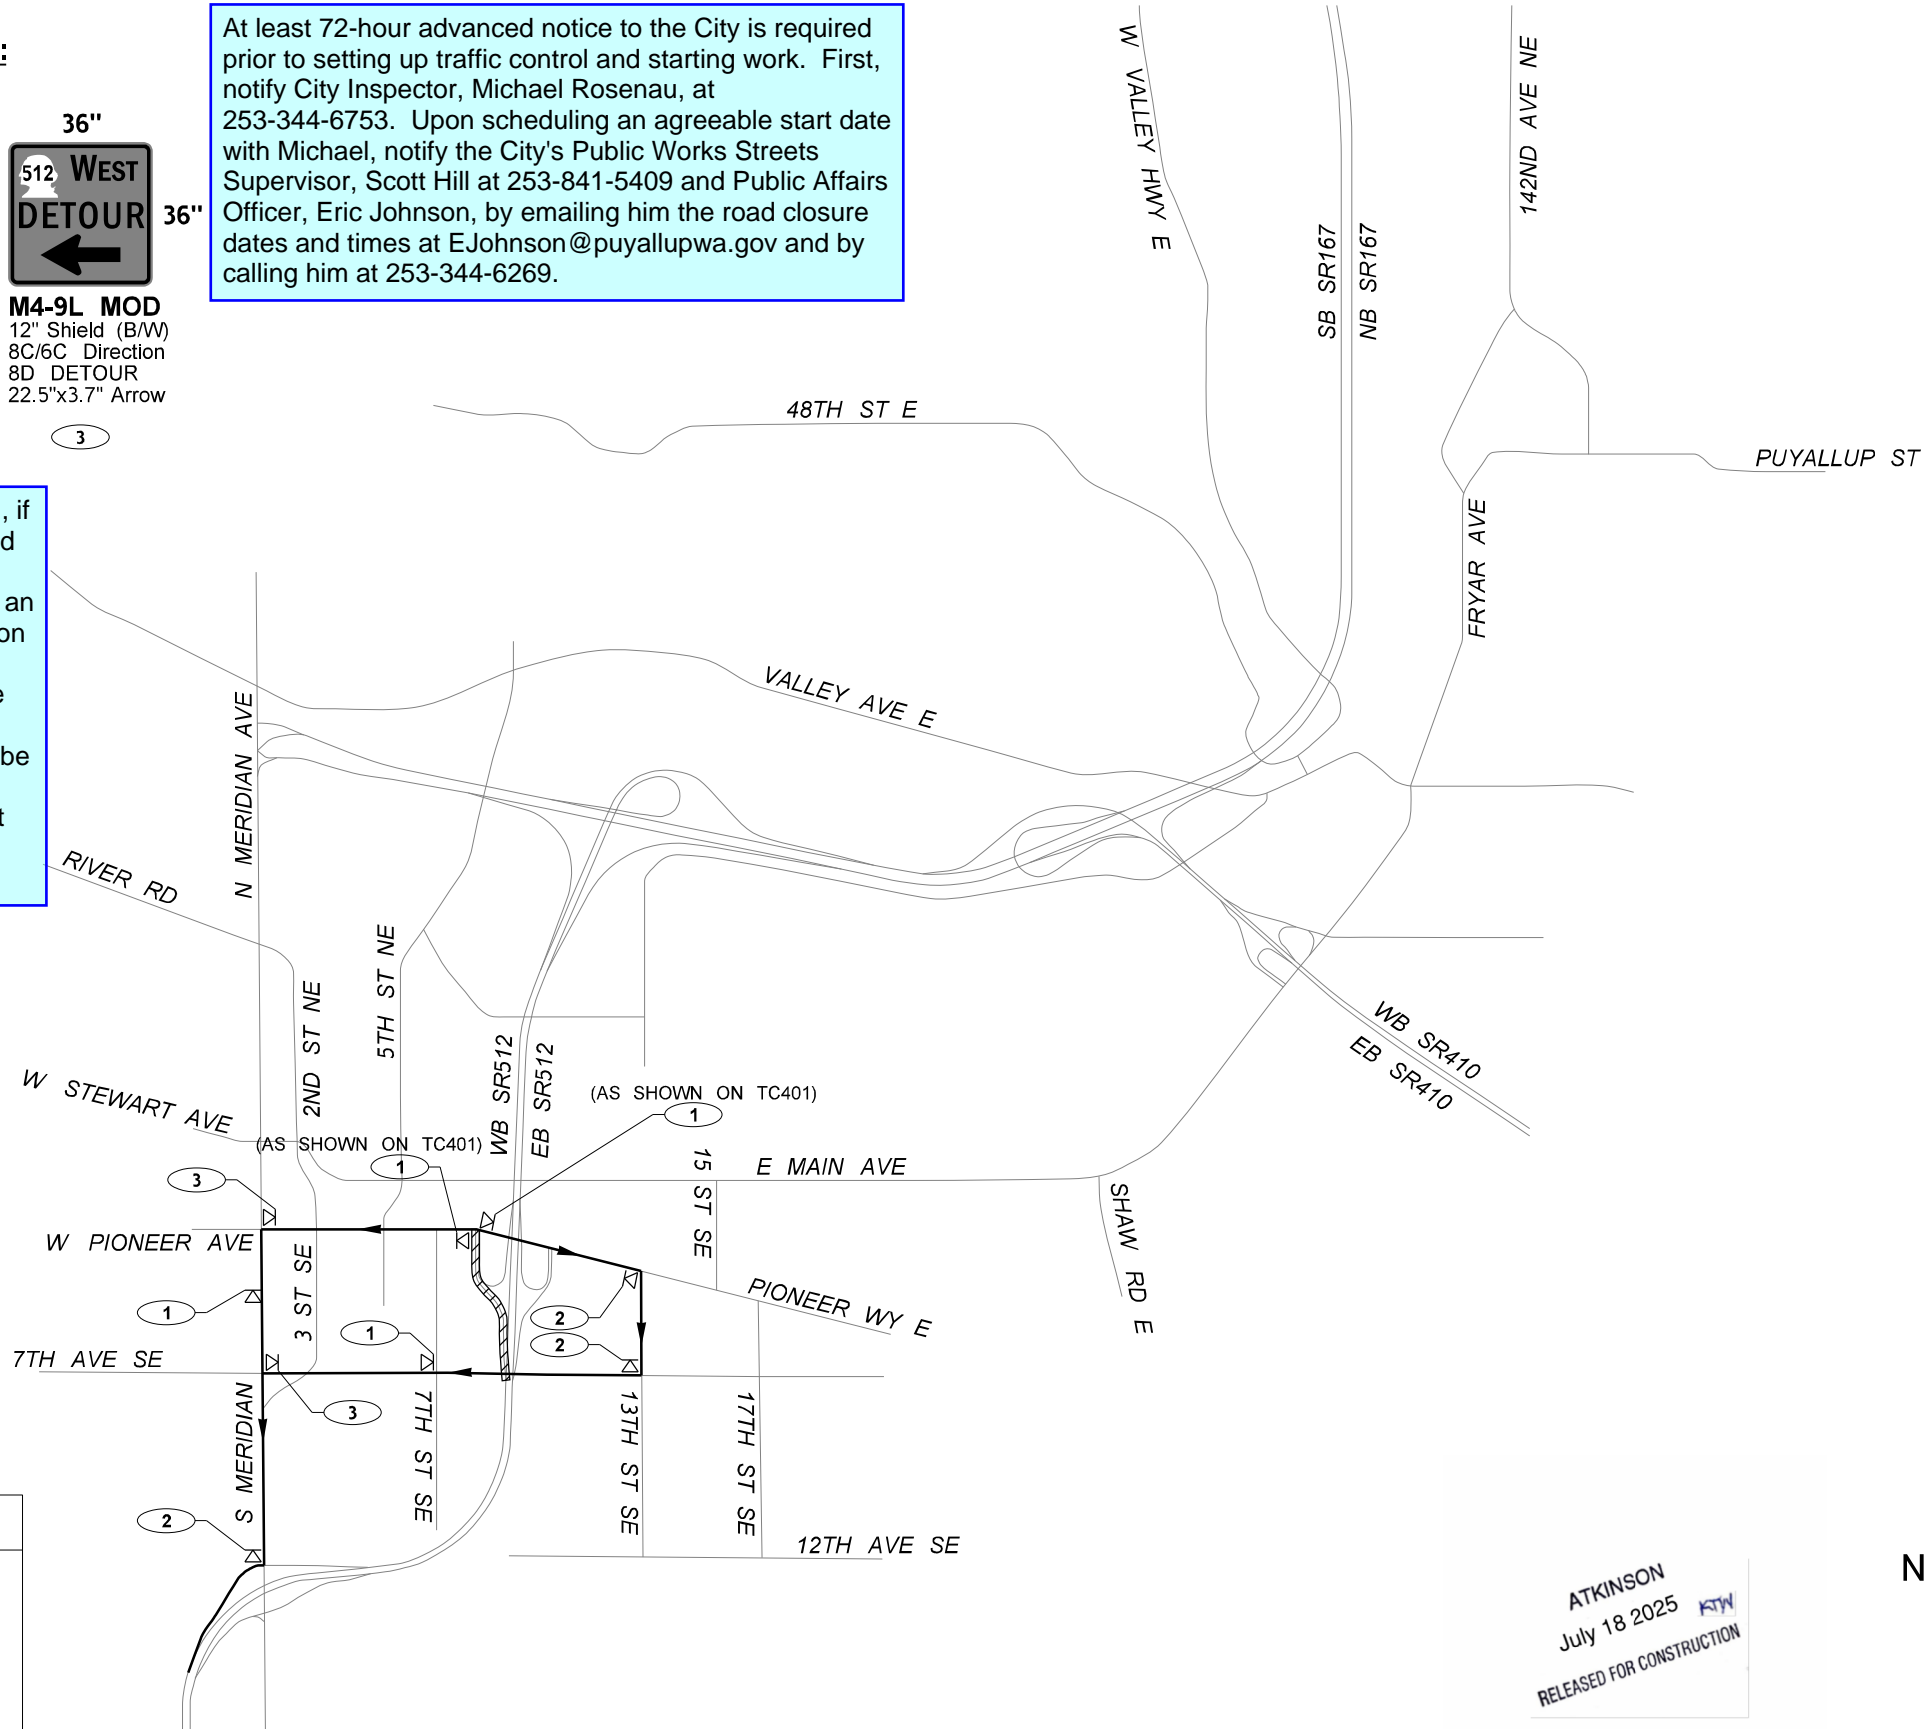 :
At least 72-hour advanced notice to the City is required
prior to setting up traffic control and starting work.  First,
notify City Inspector, Michael Rosenau, at
253-344-6753.  Upon scheduling an agreeable start date
with Michael, notify the City's Public Works Streets
Supervisor, Scott Hill at 253-841-5409 and Public Affairs
Officer, Eric Johnson, by emailing him the road closure
dates and times at EJohnson@puyallupwa.gov and by
calling him at 253-344-6269.
36"
512 WEST
DETOUR
36"
M4-9L MOD
12" Shield (B/W)
8C/6C Direction
8D DETOUR
22.5"x3.7" Arrow
3
, if
d
an
on
e
be
t
W VALLEY HWY E
SB SR167
NB SR167
142ND AVE NE
48TH ST E
PUYALLUP ST
FRYAR AVE
VALLEY AVE E
N MERIDIAN AVE
RIVER RD
2ND ST NE
5TH ST NE
WB SR512
EB SR512
WB SR410
EB SR410
W STEWART AVE
(AS SHOWN ON TC401)
1
(AS SHOWN ON TC401)
1
15 ST SE
E MAIN AVE
SHAW RD E
3
W PIONEER AVE
3 ST SE
PIONEER WY E
1
1
2
2
7TH AVE SE
3
S MERIDIAN
7TH ST SE
13TH ST SE
17TH ST SE
2
12TH AVE SE
N
ATKINSON
July 18 2025 KTW
RELEASED FOR CONSTRUCTION